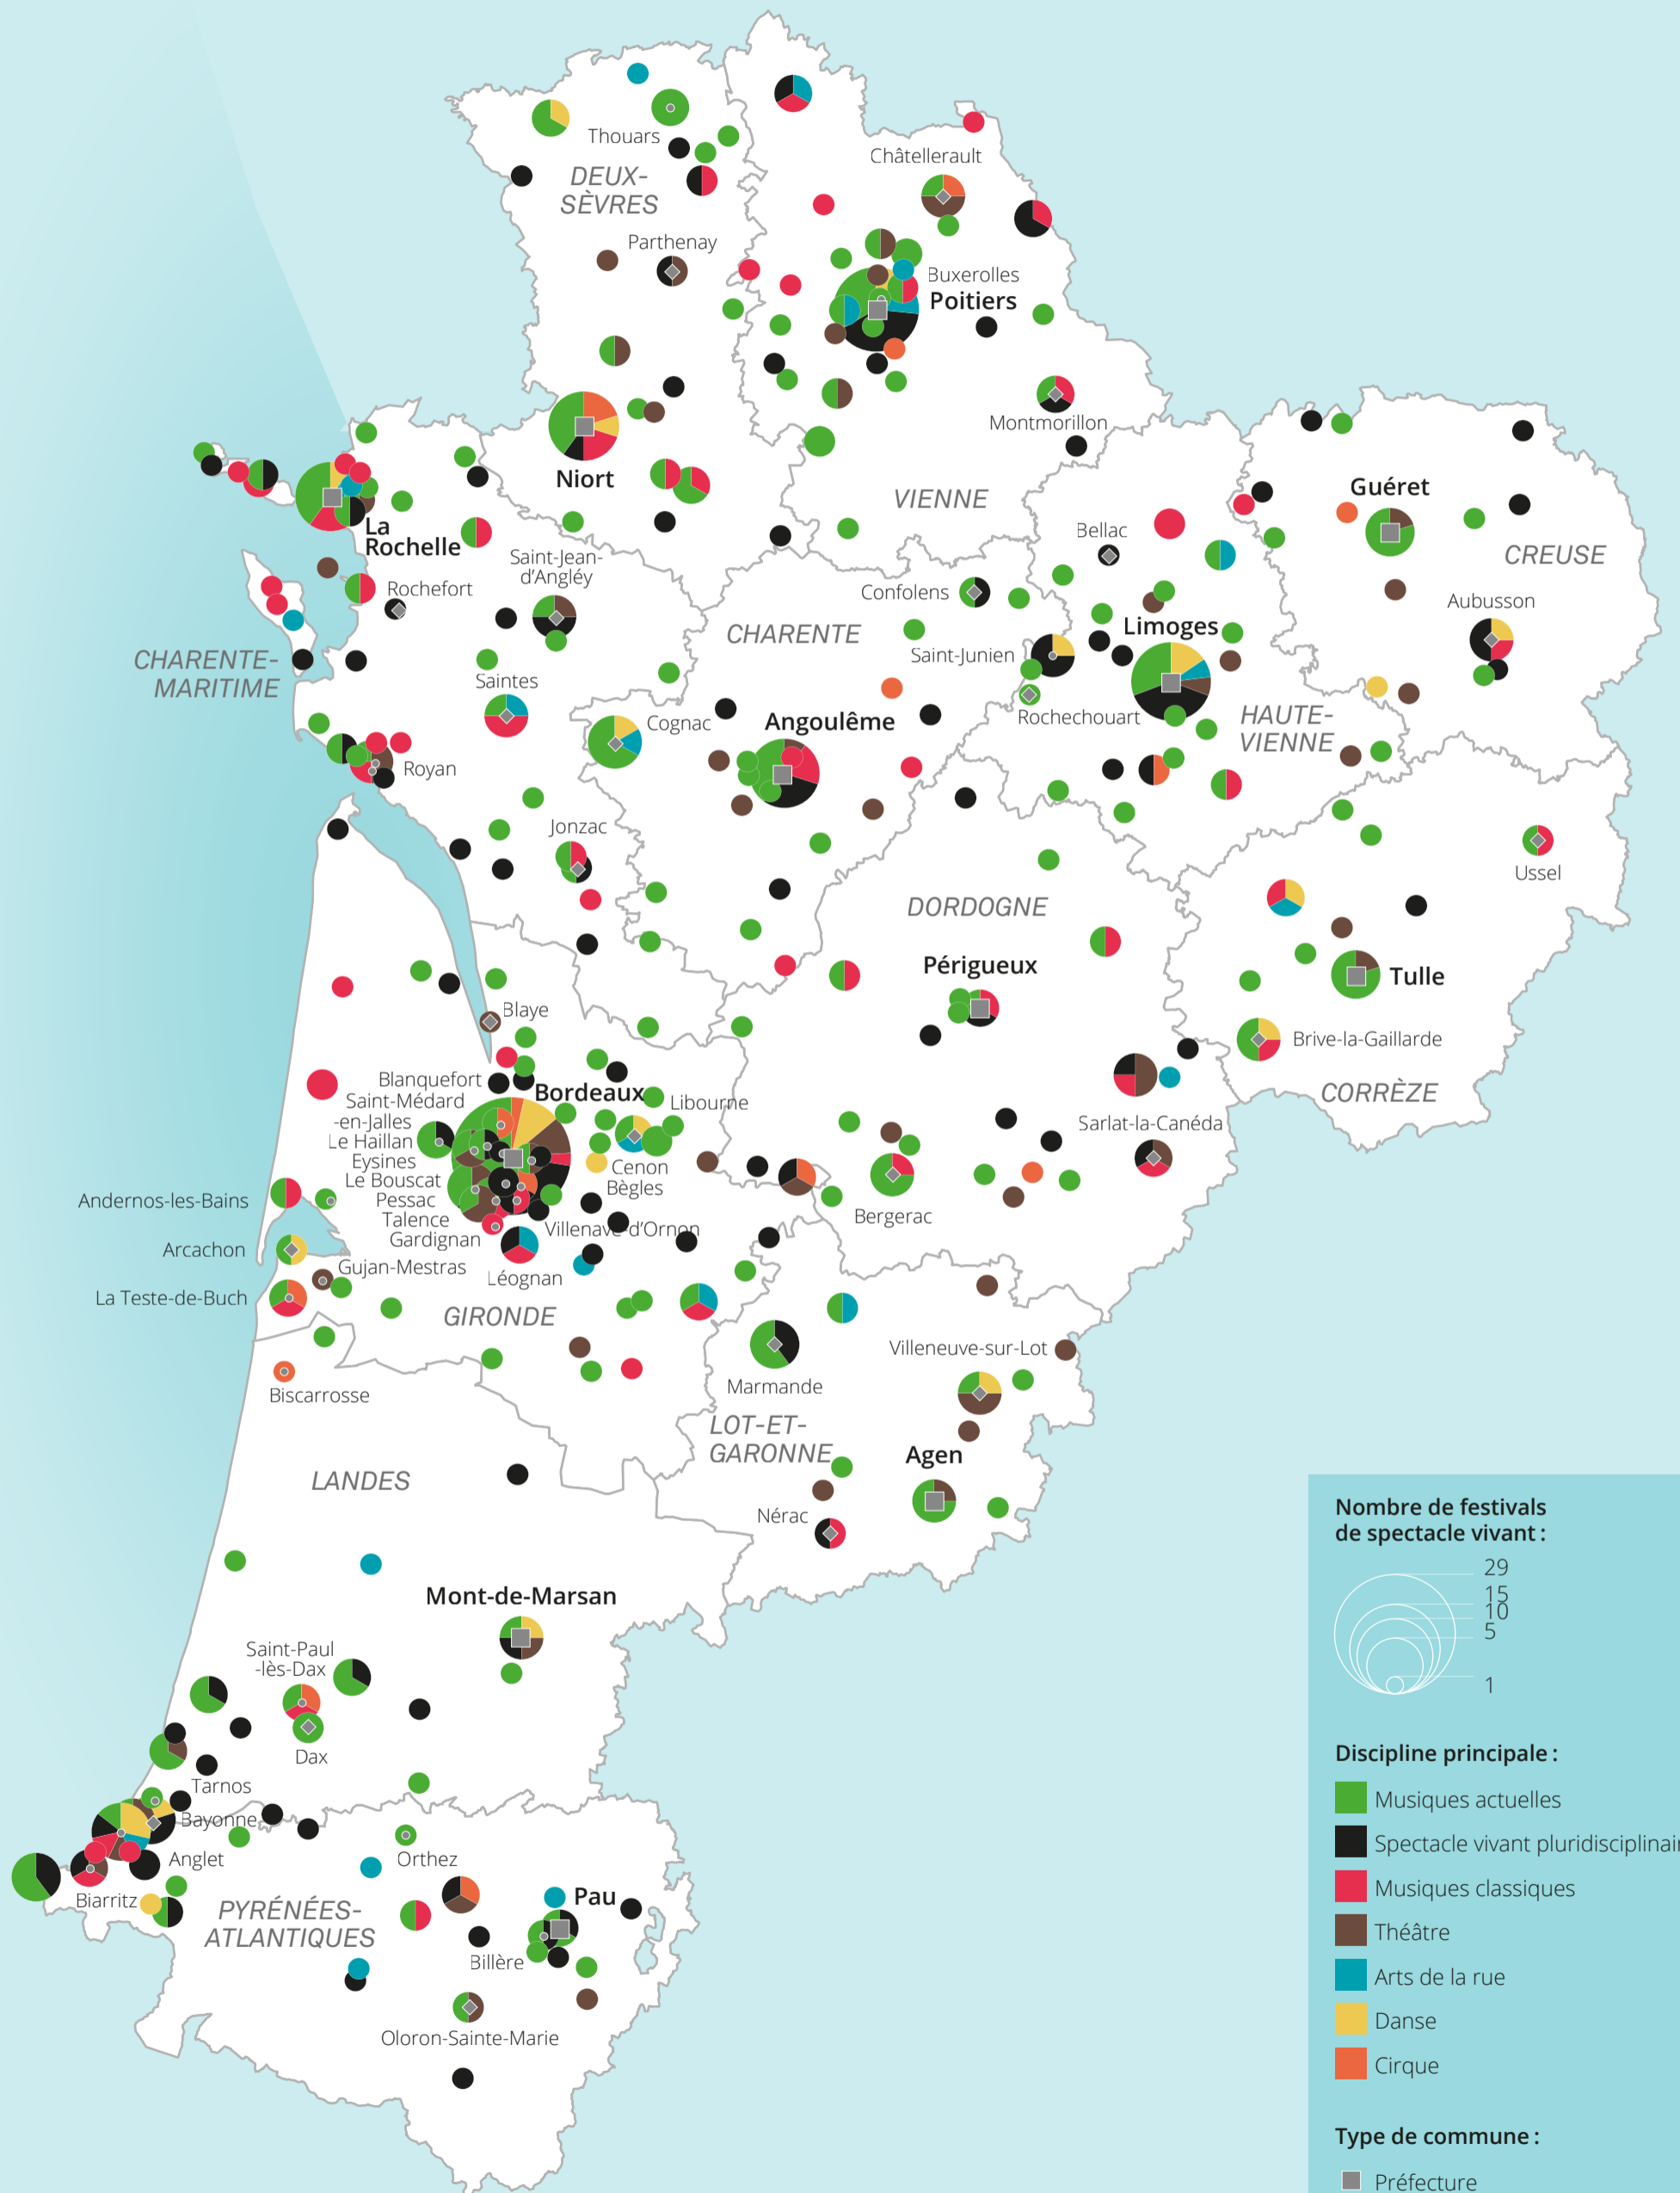 Thouars
DEUX-
SÈVRES
Parthenay
Châtellerault
Buxerolles
Poitiers
Montmorillon
Niort
VIENNE
La
Rochelle
Rochefort
Saint-Jean-
d'Angléy
CHARENTE-
MARITIME
Saintes
Royan
Jonzac
CHARENTE
Confolens
Cognac
Angoulême
Bellac
Saint-Junien
Limoges
Rochechouart
HAUTE-
VIENNE
Guéret
CREUSE
Aubusson
Ussel
DORDOGNE
Périgueux
Tulle
Brive-la-Gaillarde
CORRÈZE
Sarlat-la-Canéda
Bergerac
Blaye
Blanquefort
Bordeaux
Saint-Médard
-en-Jalles
Libourne
Le Haillan
Eysines
Le Bouscat
Pessac
Talence
Gardignan
Cenon
Bègles
Villenave-d'Ornon
Léognan
Andernos-les-Bains
Arcachon
Gujan-Mestras
La Teste-de-Buch
GIRONDE
Biscarrosse
Marmande
Villeneuve-sur-Lot
LOT-ET-
GARONNE
Agen
Nérac
LANDES
Mont-de-Marsan
Saint-Paul
-lès-Dax
Dax
Tarnos
Bayonne
Anglet
Biarritz
Orthez
PYRÉNÉES-
ATLANTIQUES
Pau
Billère
Oloron-Sainte-Marie
Nombre de festivals
de spectacle vivant :
29
15
10
5
1
Discipline principale :
Musiques actuelles
Spectacle vivant pluridisciplinair
Musiques classiques
Théâtre
Arts de la rue
Danse
Cirque
Type de commune :
Préfecture